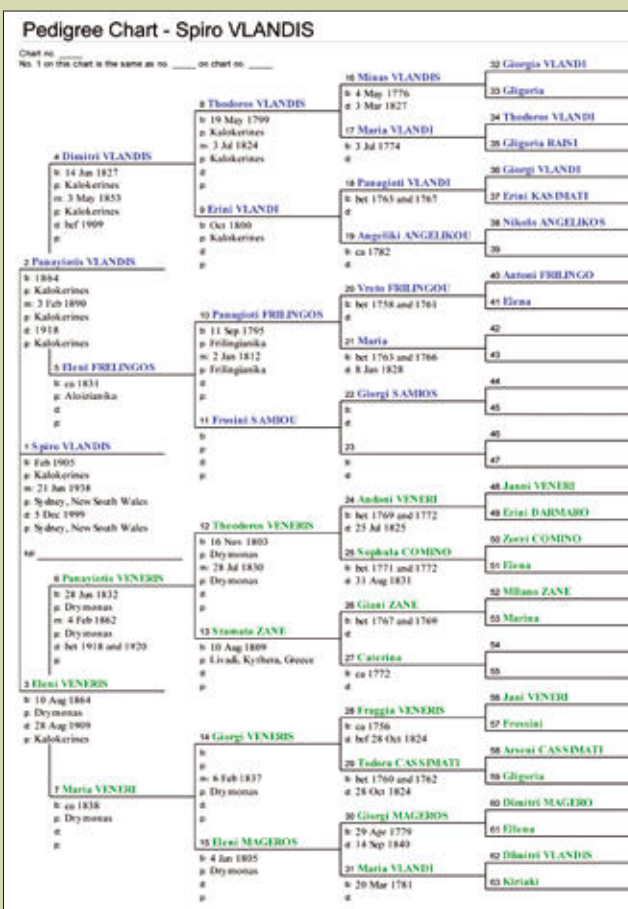 Pedigree Chart - Spiro VLANDIS
Chart no. _____
No. 1 on this chart is the same as no. _____ on chart no. _____
1 Spiro VLANDIS
b: Feb 1905
p: Kalokerines
m: 21 Jan 1938
p: Sydney, New South Wales
d: 5 Dec 1999
p: Sydney, New South Wales
sp:
2 Panayiotis VLANDIS
b: 1864
p: Kalokerines
m: 3 Feb 1890
p: Kalokerines
d: 1918
p: Kalokerines
3 Eleni VENERIS
b: 10 Aug 1864
p: Drymonas
d: 28 Aug 1909
p: Kalokerines
4 Dimitri VLANDIS
b: 14 Jun 1827
p: Kalokerines
m: 3 May 1853
p: Kalokerines
d: bef 1909
p:
5 Eleni FRELINGOS
b: ca 1831
p: Aloizianika
d:
p:
6 Panayiotis VENERIS
b: 28 Jun 1832
p: Drymonas
m: 4 Feb 1862
p: Drymonas
d: bet 1918 and 1920
p:
7 Maria VENERI
b: ca 1838
p: Drymonas
d:
p:
8 Thodoros VLANDIS
b: 19 May 1799
p: Kalokerines
m: 3 Jul 1824
p: Kalokerines
d:
p:
9 Erini VLANDI
b: Oct 1800
p: Kalokerines
d:
p:
10 Panagioti FRILINGOS
b: 11 Sep 1795
p: Frilingianika
m: 2 Jan 1812
p: Frilingianika
d:
p:
11 Frosini SAMIOU
b:
p:
d:
p:
12 Theodoros VENERIS
b: 16 Nov 1803
p: Drymonas
m: 28 Jul 1830
p: Drymonas
d:
p:
13 Stamata ZANE
b: 10 Aug 1809
p: Livadi, Kythera, Greece
d:
p:
14 Giorgi VENERIS
b:
p:
m: 6 Feb 1837
p: Drymonas
d:
p:
15 Eleni MAGEROS
b: 4 Jan 1805
p: Drymonas
d:
p:
16 Minas VLANDIS
b: 4 May 1776
d: 3 Mar 1827
17 Maria VLANDI
b: 3 Jul 1774
d:
18 Panagioti VLANDI
b: bet 1763 and 1767
d:
19 Angeliki ANGELIKOU
b: ca 1782
d:
20 Vreto FRILINGOU
b: bet 1758 and 1761
d:
21 Maria
b: bet 1763 and 1766
d: 8 Jan 1828
22 Giorgi SAMIOS
b:
d:
23
b:
d:
24 Andoni VENERI
b: bet 1769 and 1772
d: 25 Jul 1825
25 Sophula COMINO
b: bet 1771 and 1772
d: 31 Aug 1831
26 Giani ZANE
b: bet 1767 and 1769
d:
27 Caterina
b: ca 1772
d:
28 Fraggia VENERIS
b: ca 1756
d: bef 28 Oct 1824
29 Todora CASSIMATI
b: bet 1760 and 1762
d: 28 Oct 1824
30 Giorgi MAGEROS
b: 29 Apr 1779
d: 14 Sep 1840
31 Maria VLANDI
b: 20 Mar 1781
d:
32 Giorgio VLANDI
33 Gligoria
34 Thodoros VLANDI
35 Gligoria RAISI
36 Giorgi VLANDI
37 Erini KASIMATI
38 Nikolo ANGELIKOS
39
40 Antoni FRILINGO
41 Elena
42
43
44
45
46
47
48 Janni VENERI
49 Erini DARMARO
50 Zorzi COMINO
51 Elena
52 Milano ZANE
53 Marina
54
55
56 Jani VENERI
57 Frossini
58 Arseni CASSIMATI
59 Gligoria
60 Dimitri MAGERO
61 Ellena
62 Dimitri VLANDIS
63 Kiriaki